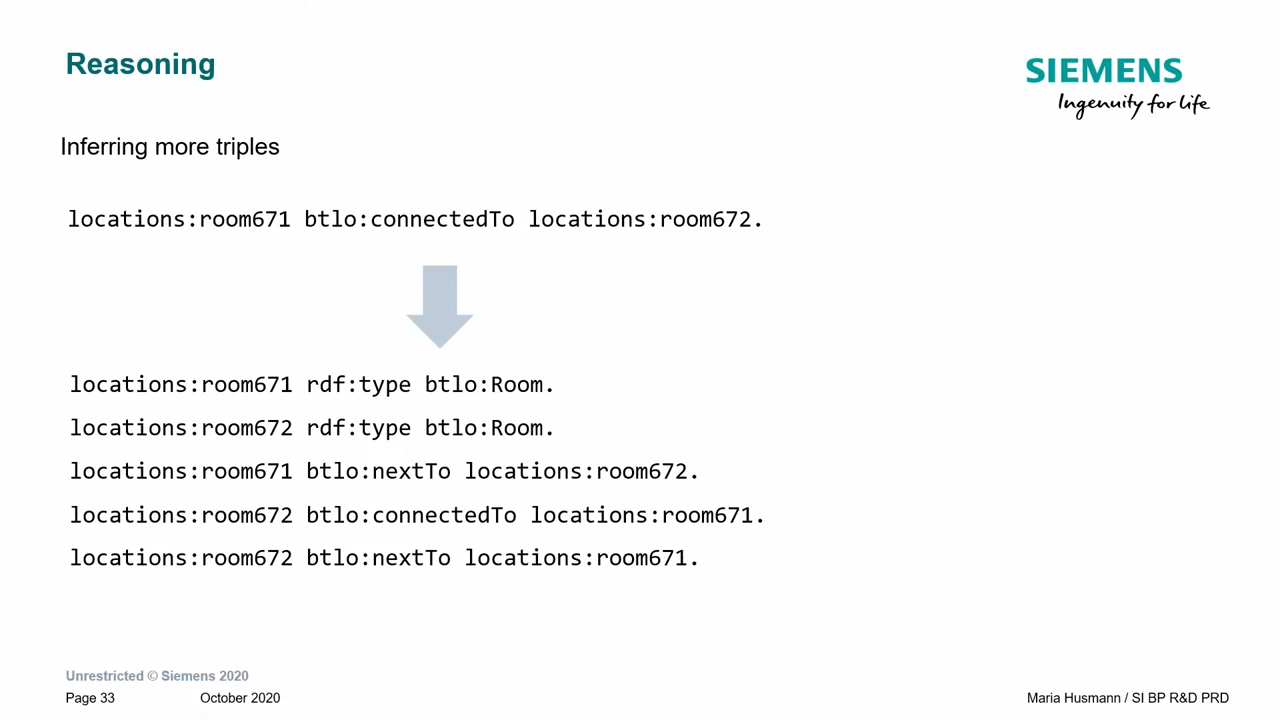 Reasoning
SIEMENS
Ingenuity for life
Inferring more triples
locations:room671 btlo:connectedTo locations:room672.
locations:room671 rdf:type btlo:Room.
locations:room672 rdf:type btlo:Room.
locations:room671 btlo:nextTo locations:room672.
locations:room672 btlo:connectedTo locations:room671.
locations:room672 btlo:nextTo locations:room671.
Unrestricted © Siemens 2020
Page 33 October 2020 Maria Husmann / SI BP R&D PRD